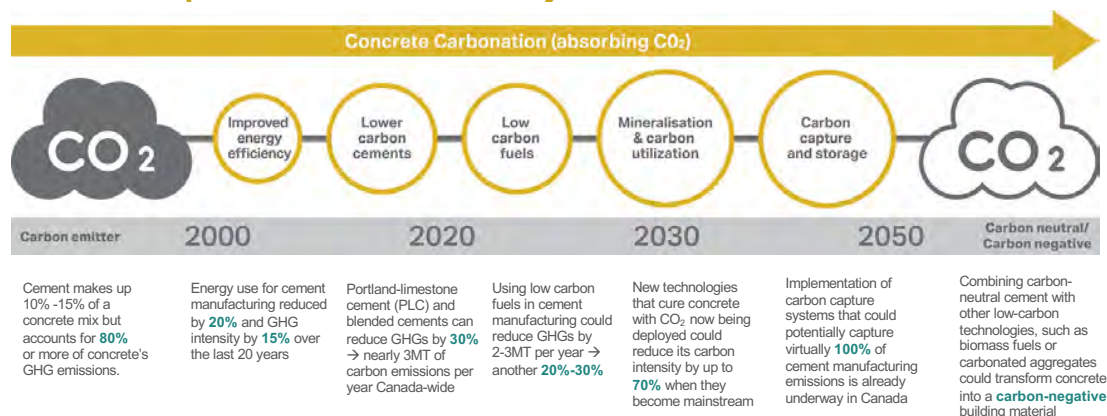 Concrete Carbonation (absorbing CO₂)
CO 2
Improved
energy
efficiency
Lower
carbon
cements
Low
carbon
fuels
Mineralisation
& carbon
utilization
Carbon
capture
and storage
CO 2
Carbon emitter
2000
2020
2030
2050
Carbon neutral/
Carbon negative
Cement makes up
10% -15% of a
concrete mix but
accounts for 80%
or more of concrete's
GHG emissions.
Energy use for cement
manufacturing reduced
by 20% and GHG
intensity by 15% over
the last 20 years
Portland-limestone
cement (PLC) and
blended cements can
reduce GHGs by 30%
→ nearly 3MT of
carbon emissions per
year Canada-wide
Using low carbon
fuels in cement
manufacturing could
reduce GHGs by
2-3MT per year →
another 20%-30%
New technologies
that cure concrete
with CO₂ now being
deployed could
reduce its carbon
intensity by up to
70% when they
become mainstream
Implementation of
carbon capture
systems that could
potentially capture
virtually 100% of
cement manufacturing
emissions is already
underway in Canada
Combining carbon-
neutral cement with
other low-carbon
technologies, such as
biomass fuels or
carbonated aggregates
could transform concrete
into a carbon-negative
building material